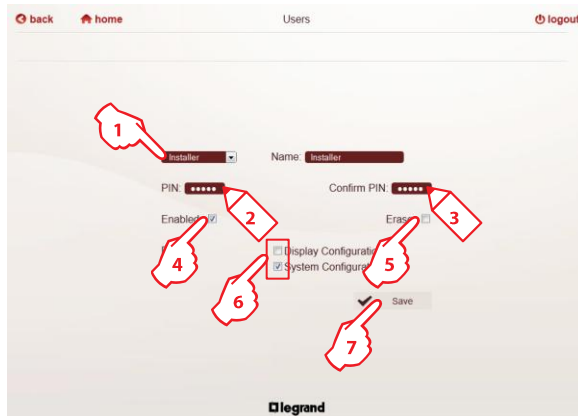 back home Users logout
1
Installer Name: Installer
PIN: Confirm PIN:
2 3
Enabled: Erase
4 5
Display Configuration
System Configurat
6
Save
7
legrand